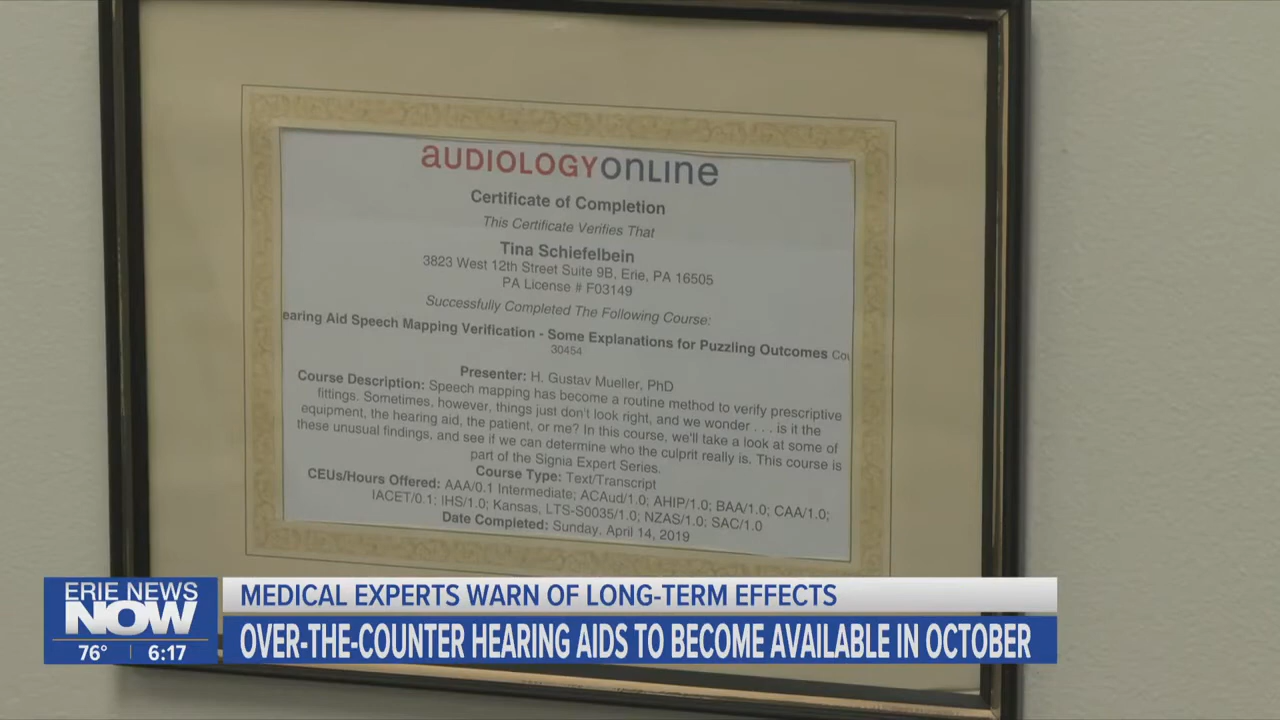 aUDIOLOGYonLine
Certificate of Completion
This Certificate Verifies That
Tina Schiefelbein
3823 West 12th Street Suite 9B, Erie, PA 16505
PA License # F03149
Successfully Completed The Following Course:
earing Aid Speech Mapping Verification - Some Explanations for Puzzling Outcomes Cou
30454
Presenter: H. Gustav Mueller, PhD
Course Description: Speech mapping has become a routine method to verify prescriptive
fittings. Sometimes, however, things just don't look right, and we wonder . . . is it the
equipment, the hearing aid, the patient, or me? In this course, we'll take a look at some of
these unusual findings, and see if we can determine who the culprit really is. This course is
part of the Signia Expert Series.
Course Type: Text/Transcript
CEUs/Hours Offered: AAA/0.1 Intermediate; ACAud/1.0; AHIP/1.0; BAA/1.0; CAA/1.0;
IACET/0.1; IHS/1.0; Kansas, LTS-S0035/1.0; NZAS/1.0; SAC/1.0
Date Completed: Sunday, April 14, 2019
ERIE NEWS
NOW
76° 6:17
MEDICAL EXPERTS WARN OF LONG-TERM EFFECTS
OVER-THE-COUNTER HEARING AIDS TO BECOME AVAILABLE IN OCTOBER